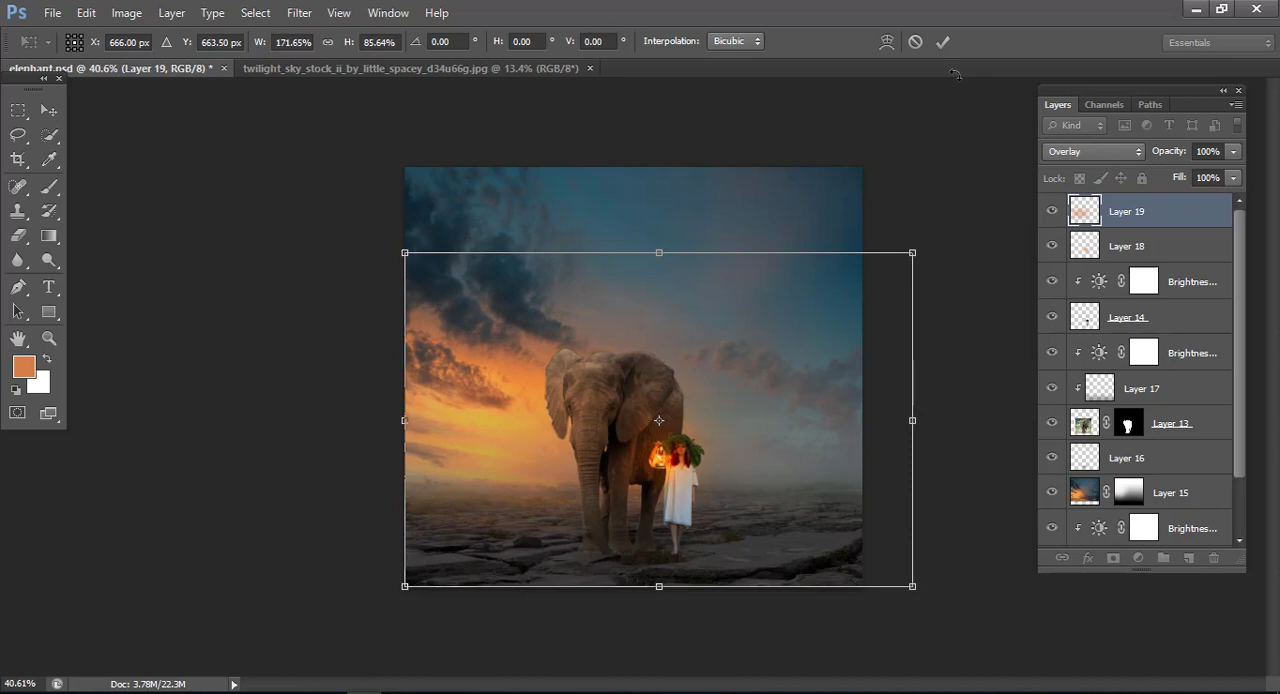 Ps File Edit Image Layer Type Select Filter View Window Help
X: 666.00 px Y: 663.50 px W: 171.65% H: 85.64% 0.00 ° H: 0.00 ° V: 0.00 ° Interpolation: Bicubic Essentials
elephant.psd @ 40.6% (Layer 19, RGB/8) * × twilight_sky_stock_ii_by_little_spacey_d34u66g.jpg @ 13.4% (RGB/8*) ×
Layers Channels Paths
Kind
Overlay Opacity: 100%
Lock: Fill: 100%
Layer 19
Layer 18
Brightnes...
Layer 14
Brightnes...
Layer 17
Layer 13
Layer 16
Layer 15
Brightnes...
fx
40.61% Doc: 3.78M/22.3M